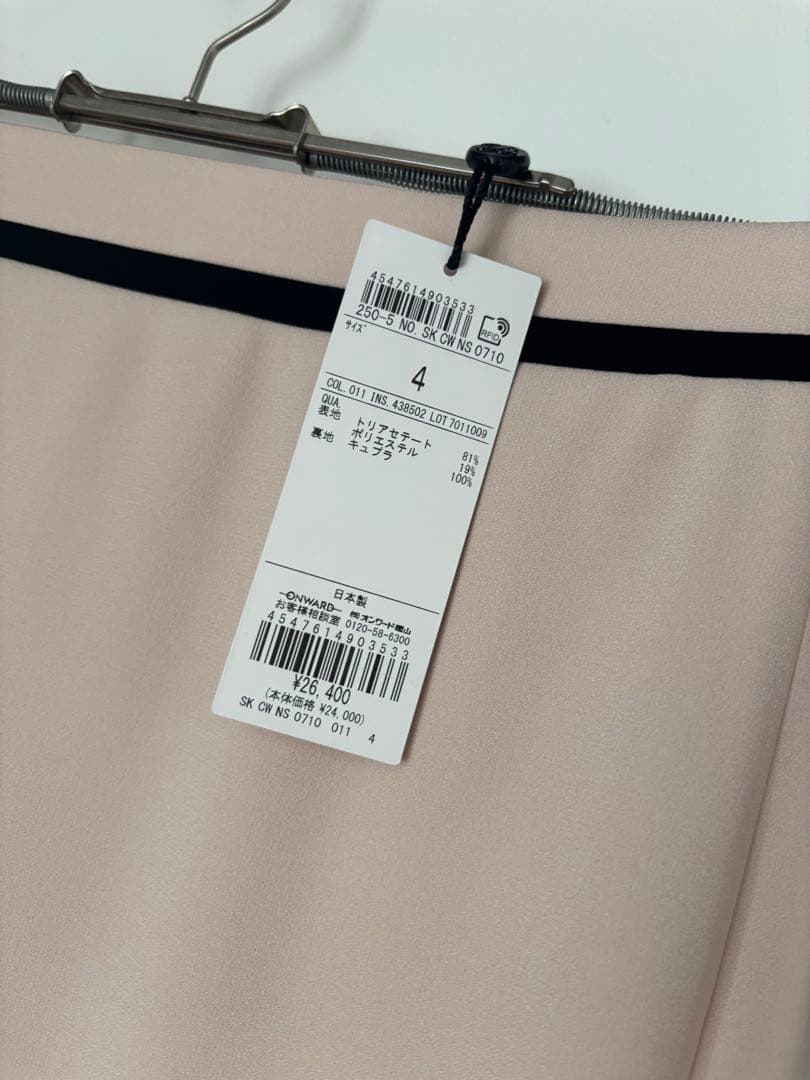 4547614903533
250-5 NO. SK CW NS 0710
RFID
サイズ
4
COL. 011 INS. 438502 LOT 7011009
QUA.
表地 トリアセテート 81%
ポリエステル 19%
裏地 キュプラ 100%
日本製
ONWARD 株式会社オンワード樫山
お客様相談室 0120-58-6300
4547614903533
¥26,400
(本体価格 ¥24,000)
SK CW NS 0710 011 4